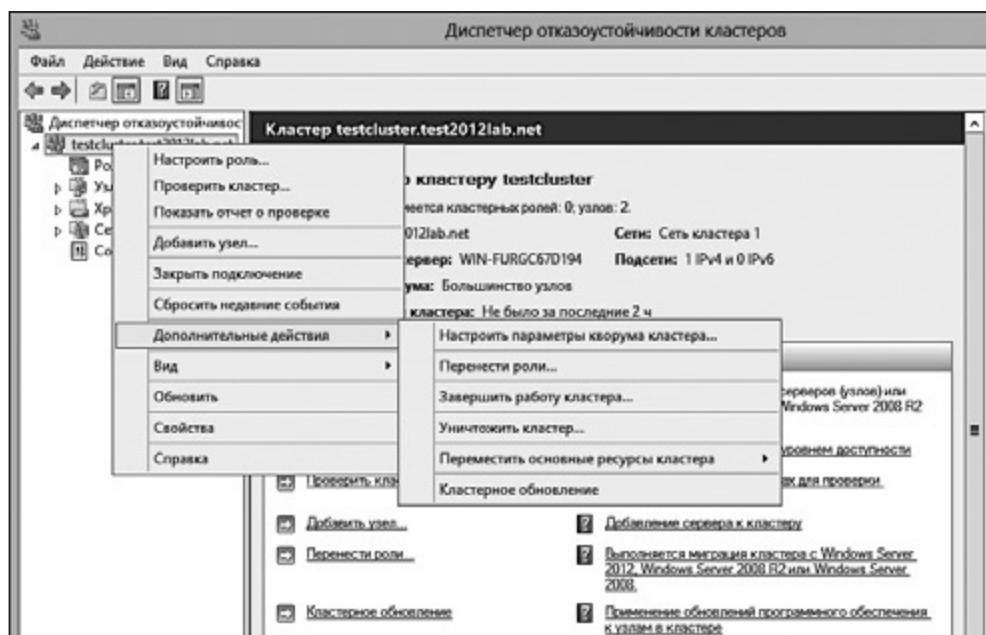 Диспетчер отказоустойчивости кластеров
Файл Действие Вид Справка
Диспетчер отказоустойчивос
Кластер testcluster.test2012lab.net
Настроить роль...
Проверить кластер...
Показать отчет о проверке
Добавить узел...
Закрыть подключение
Сбросить недавние события
Дополнительные действия
Вид
Обновить
Свойства
Справка
кластеру testcluster
кластерных ролей: 0; узлов: 2.
012lab.net
Сети: Сеть кластера 1
WIN-FURGC67D194
Подсети: 1 IPv4 и 0 IPv6
Большинство узлов
кластера: Не было за последние 2 ч
Настроить параметры кворума кластера...
Перенести роли...
Завершить работу кластера...
Уничтожить кластер...
Переместить основные ресурсы кластера
Кластерное обновление
серверов (узлов) или
Windows Server 2008 R2
уровнем доступности
Проверить кла
ах для проверки.
Добавить узел...
Добавление сервера к кластеру
Перенести роли...
Выполняется миграция кластера с Windows Server
2012, Windows Server 2008 R2 или Windows Server
2008.
Кластерное обновление
Применение обновлений программного обеспечения
к узлам в кластере